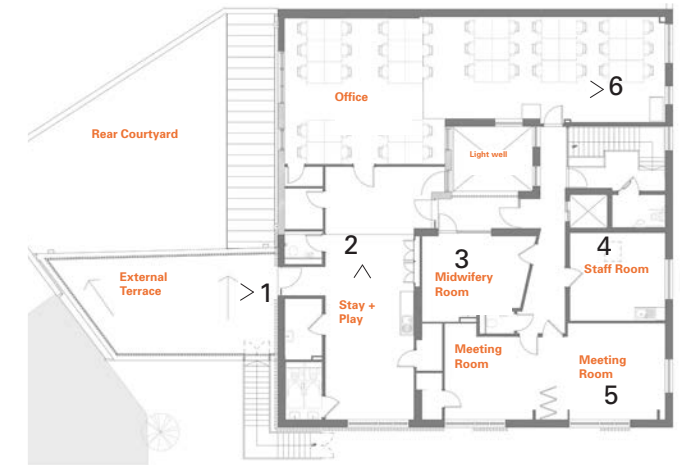 Office
>6
Rear Courtyard
Light well
2
3
4
External
Terrace
>1
Midwifery
Room
Staff Room
Stay +
Play
Meeting
Room
Meeting
Room
5